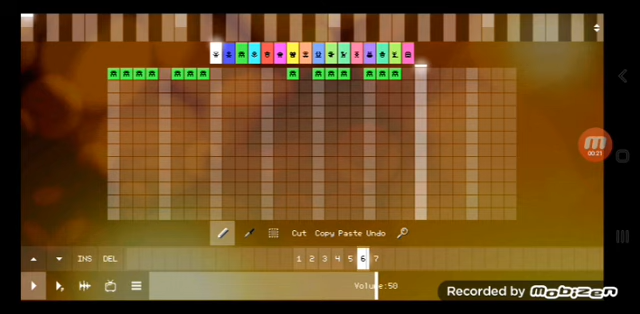 00:21
Cut Copy Paste Undo
INS DEL 1 2 3 4 5 6 7
Volume:50
Recorded by MOBIZEN